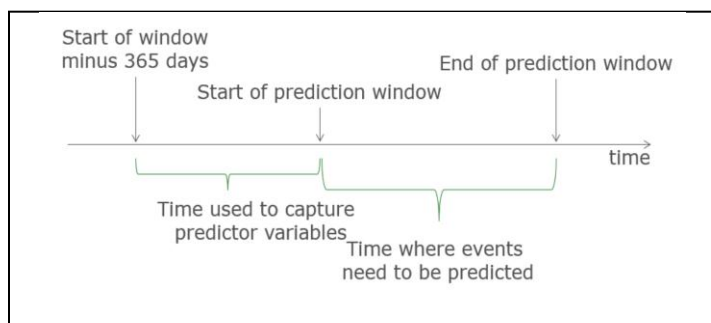 Start of window
minus 365 days
End of prediction window
Start of prediction window
time
Time used to capture
predictor variables
Time where events
need to be predicted